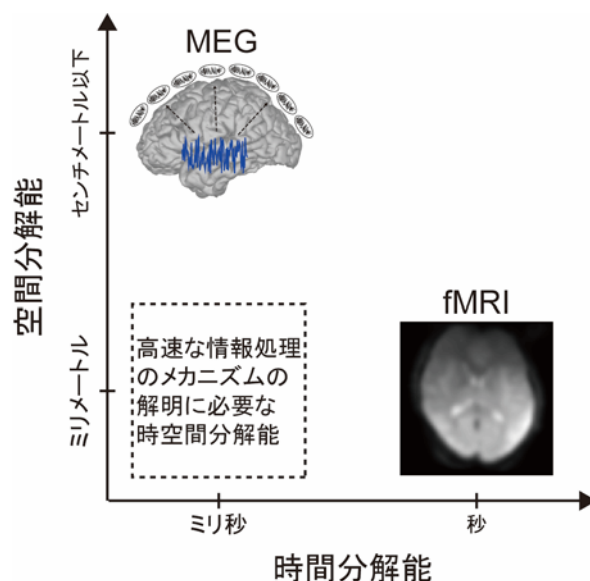 MEG
センチメートル以下
空間分解能
fMRI
高速な情報処理
のメカニズムの
解明に必要な
時空間分解能
ミリメートル
ミリ秒
秒
時間分解能